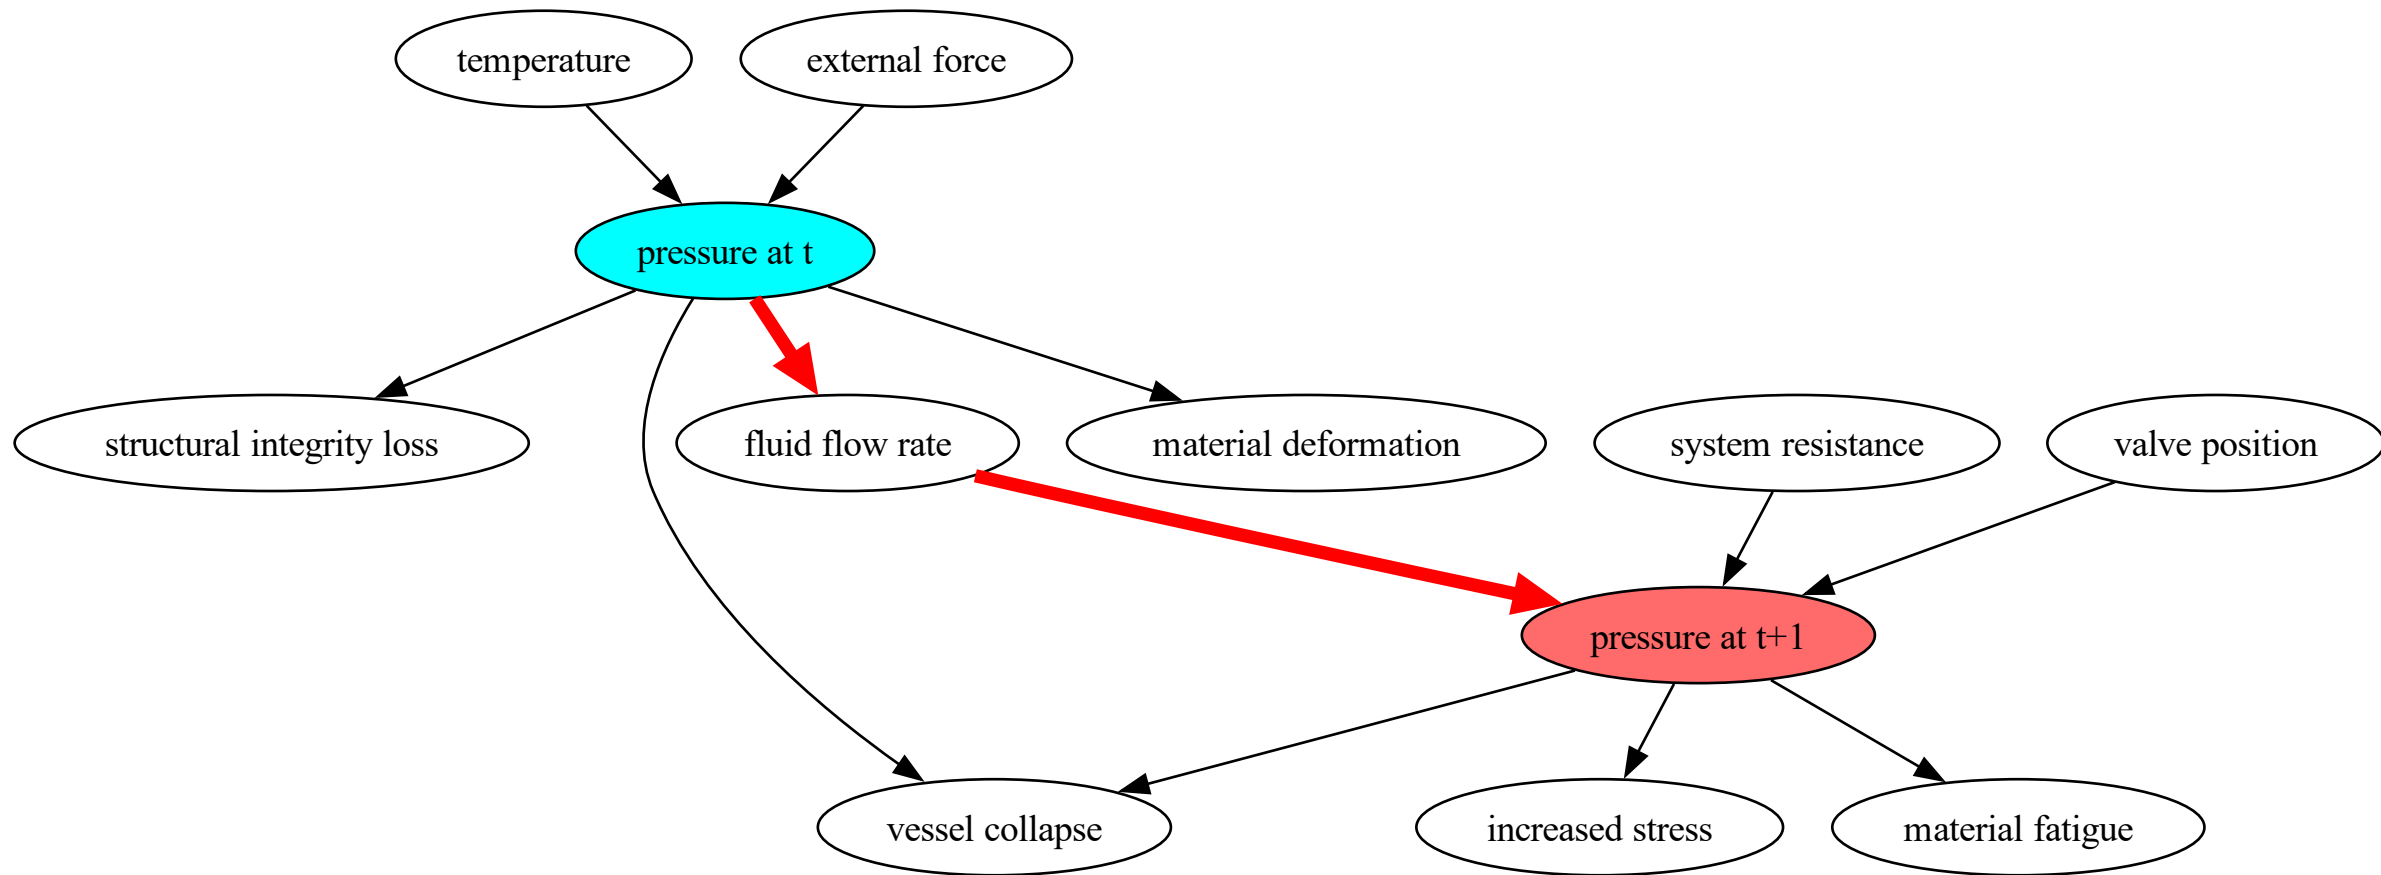 temperature
external force
pressure at t
structural integrity loss
fluid flow rate
material deformation
system resistance
valve position
pressure at t+1
vessel collapse
increased stress
material fatigue